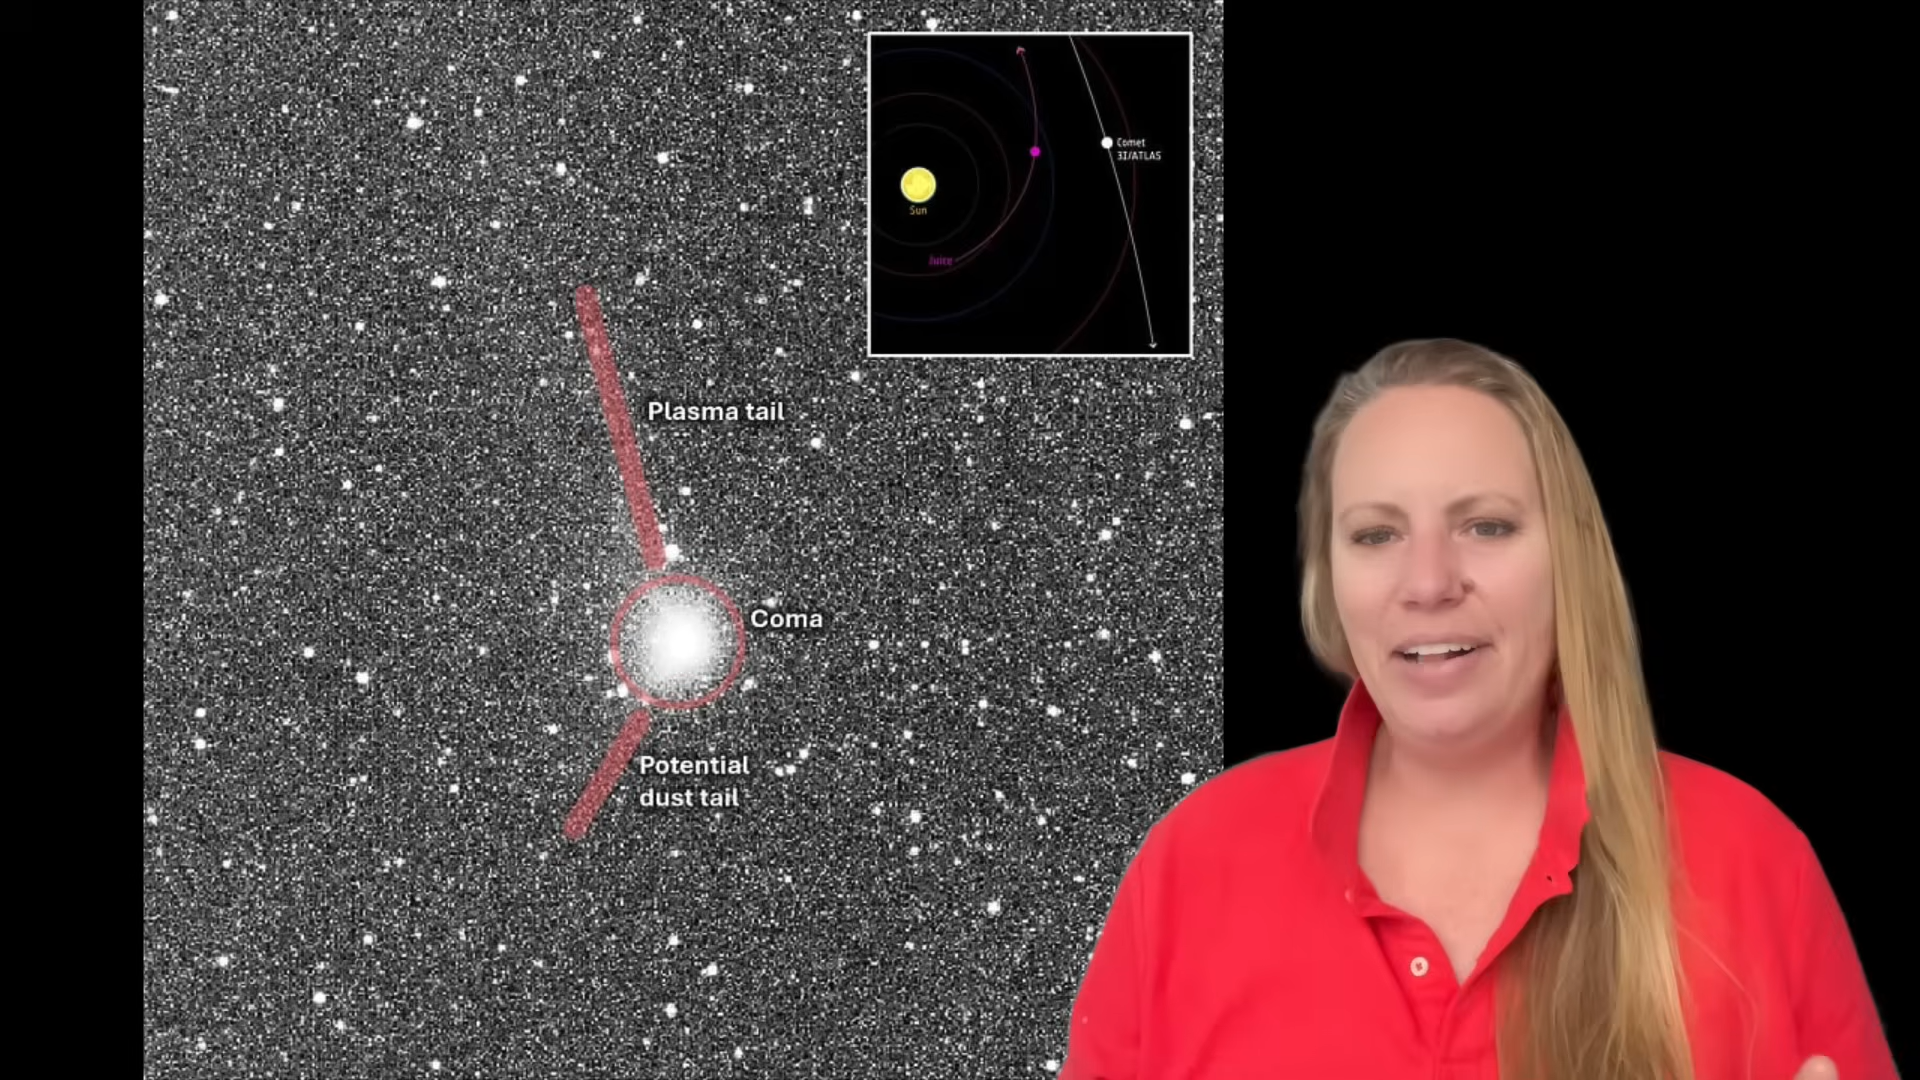 Comet
3I/ATLAS
Sun
Juice
Plasma tail
Coma
Potential
dust tail